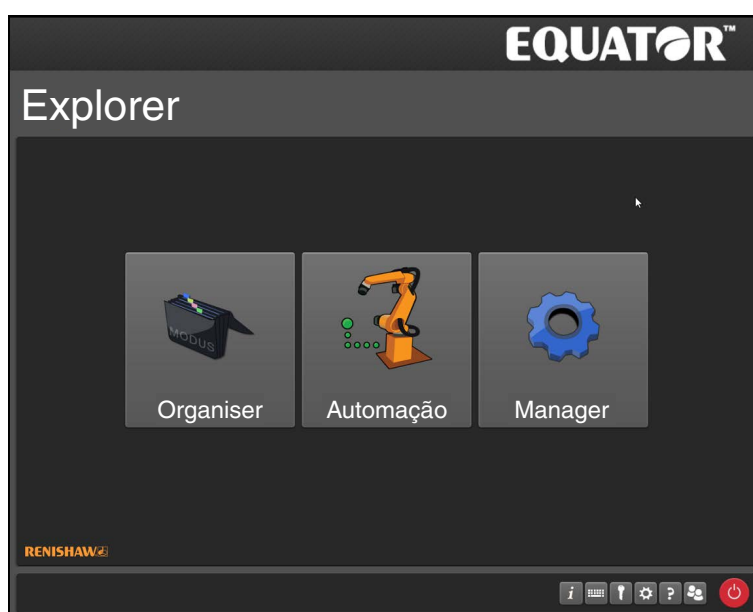 EQUATOR™
Explorer
MODUS
Organiser
Automação
Manager
RENISHAW
i
?